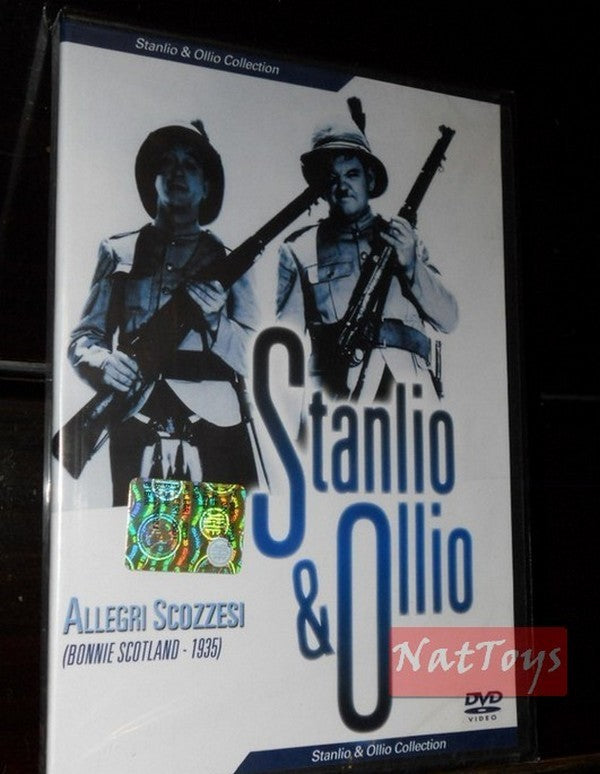 Stanlio & Ollio Collection
Stanlio
& Ollio
ALLEGRI SCOZZESI
(BONNIE SCOTLAND - 1935)
NatToys
DVD
VIDEO
Stanlio & Ollio Collection